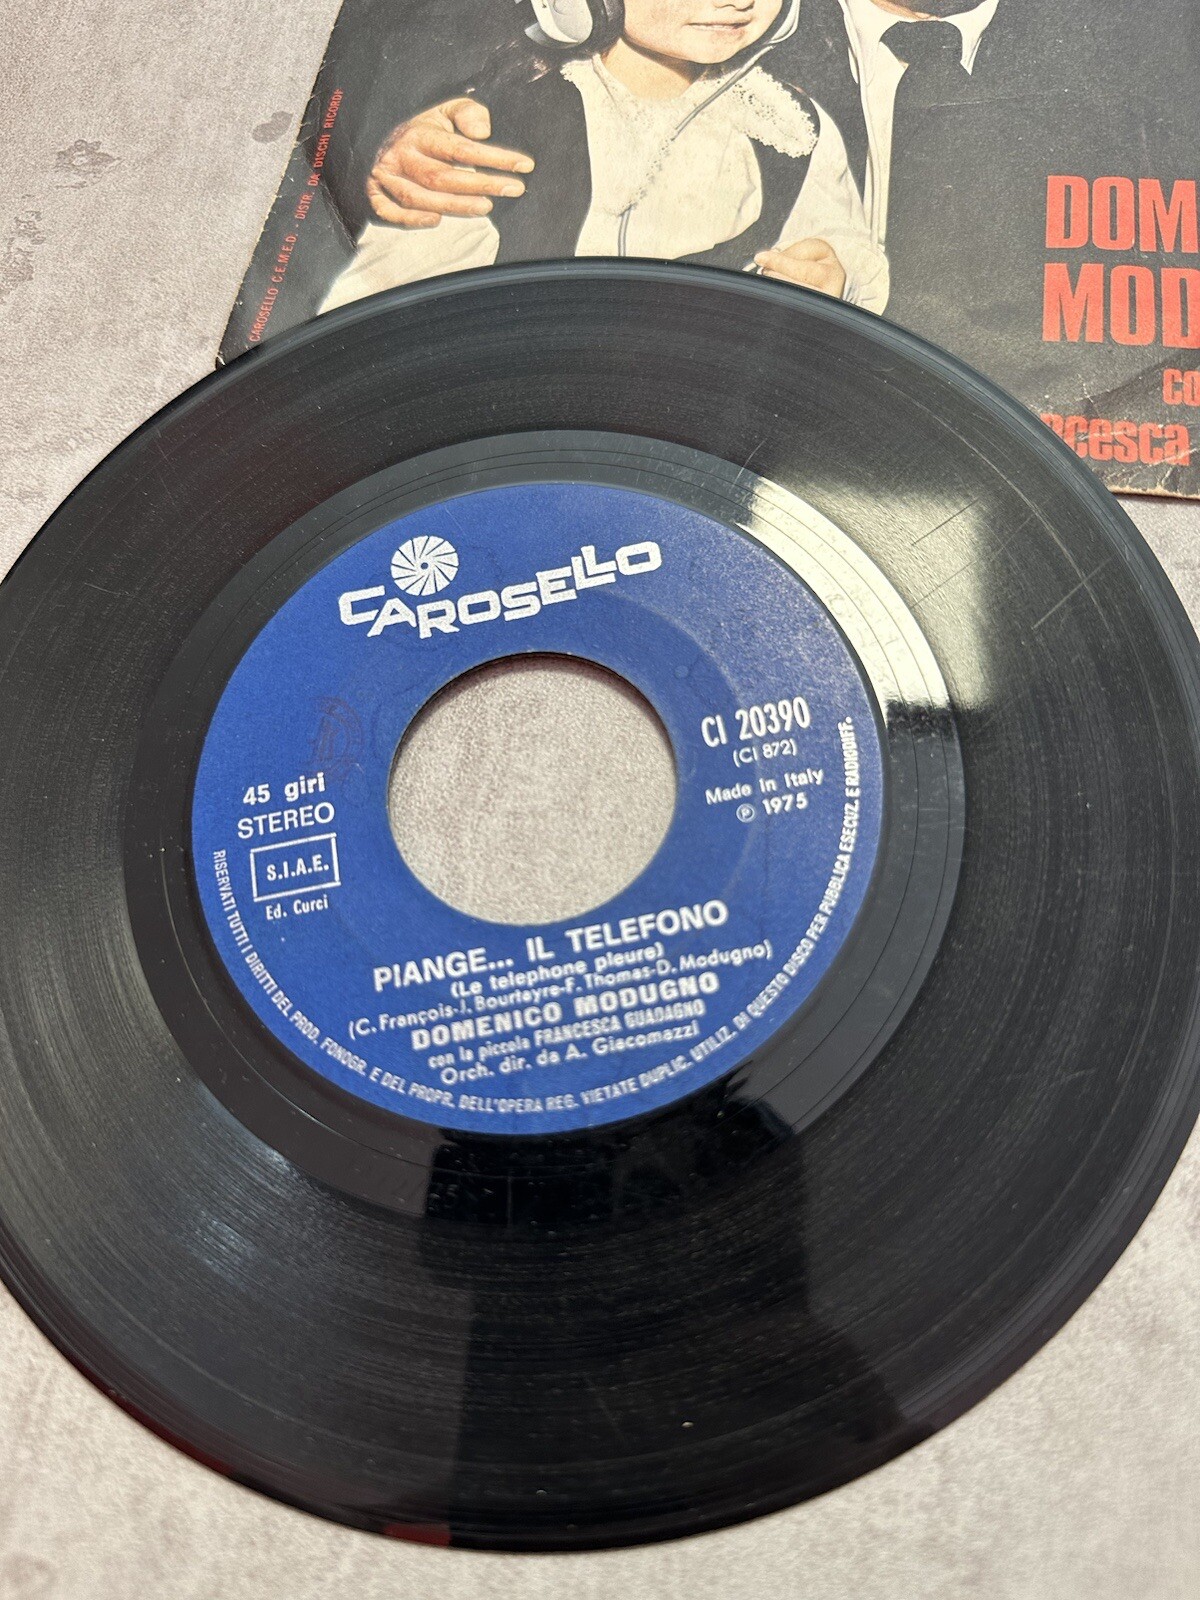 CAROSELLO C.E.M.E.D. - DISTR. DA DISCHI RICORDI
DOM
MOD
co
ncesca
CAROSELLO
CI 20390
(CI 872)
Made in Italy
℗ 1975
45 giri
STEREO
S.I.A.E.
Ed. Curci
PIANGE... IL TELEFONO
(Le telephone pleure)
(C. François-J. Bourtayre-F. Thomas-D. Modugno)
DOMENICO MODUGNO
con la piccola FRANCESCA GUADAGNO
Orch. dir. da A. Giacomazzi
RISERVATI TUTTI I DIRITTI DEL PROD. FONOGR. E DEL PROPR. DELL'OPERA REG. VIETATE DUPLIC. UTILIZ. DI QUESTO DISCO PER PUBBLICA ESECUZ. E RADIODIFF.